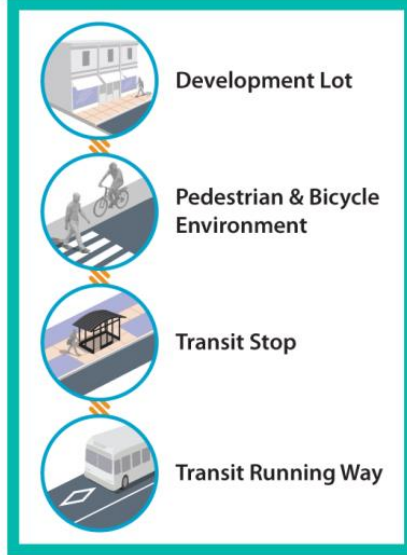 Development Lot
Pedestrian & Bicycle
Environment
Transit Stop
Transit Running Way